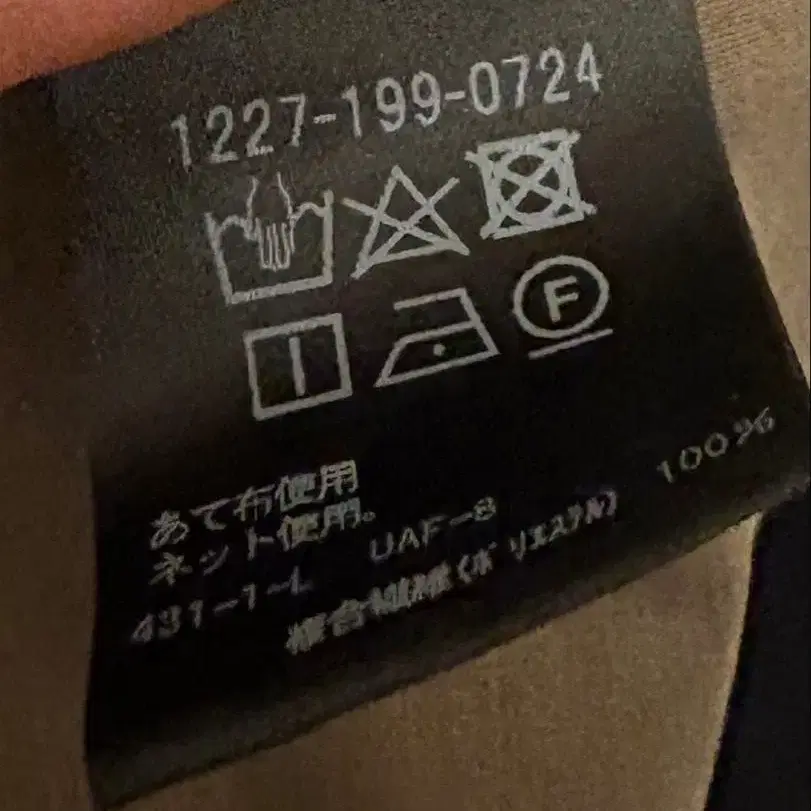 1227-199-0724
F
あて布使用
ネット使用。
431-1-L UAF-8
複合繊維(ポリエステル) 100%